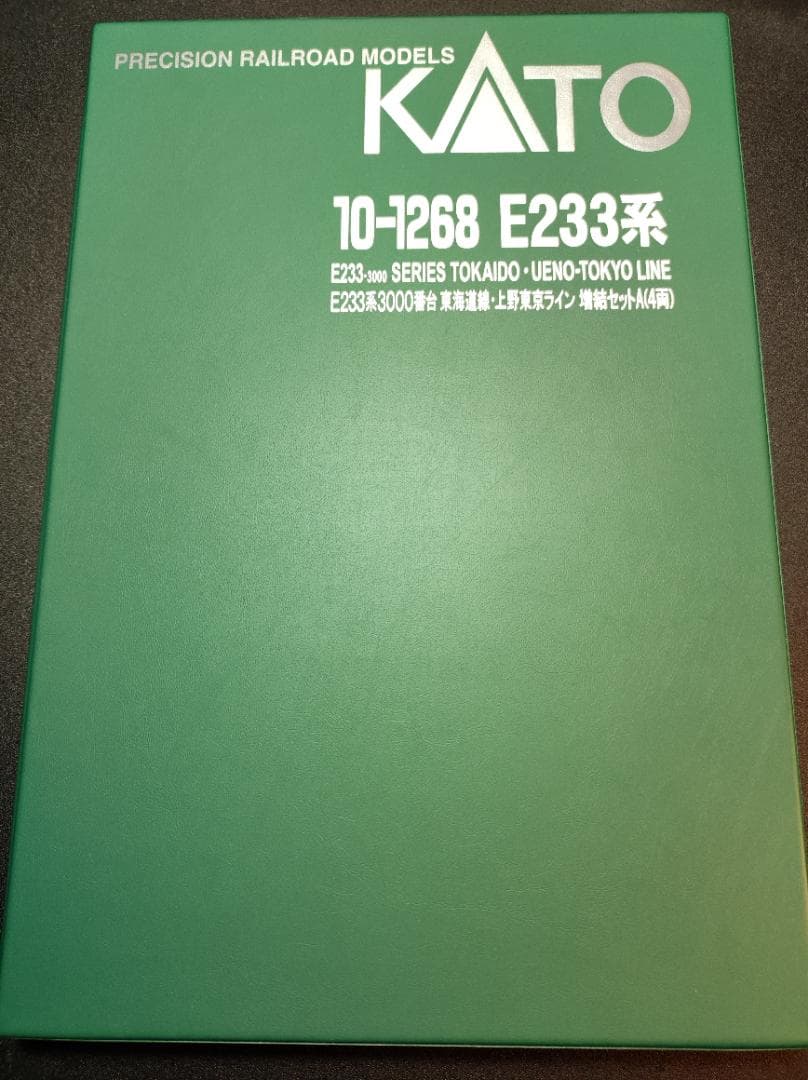 PRECISION RAILROAD MODELS
KATO
10-1268 E233系
E233-3000 SERIES TOKAIDO・UENO-TOKYO LINE
E233系3000番台 東海道線・上野東京ライン 増結セットA(4両)